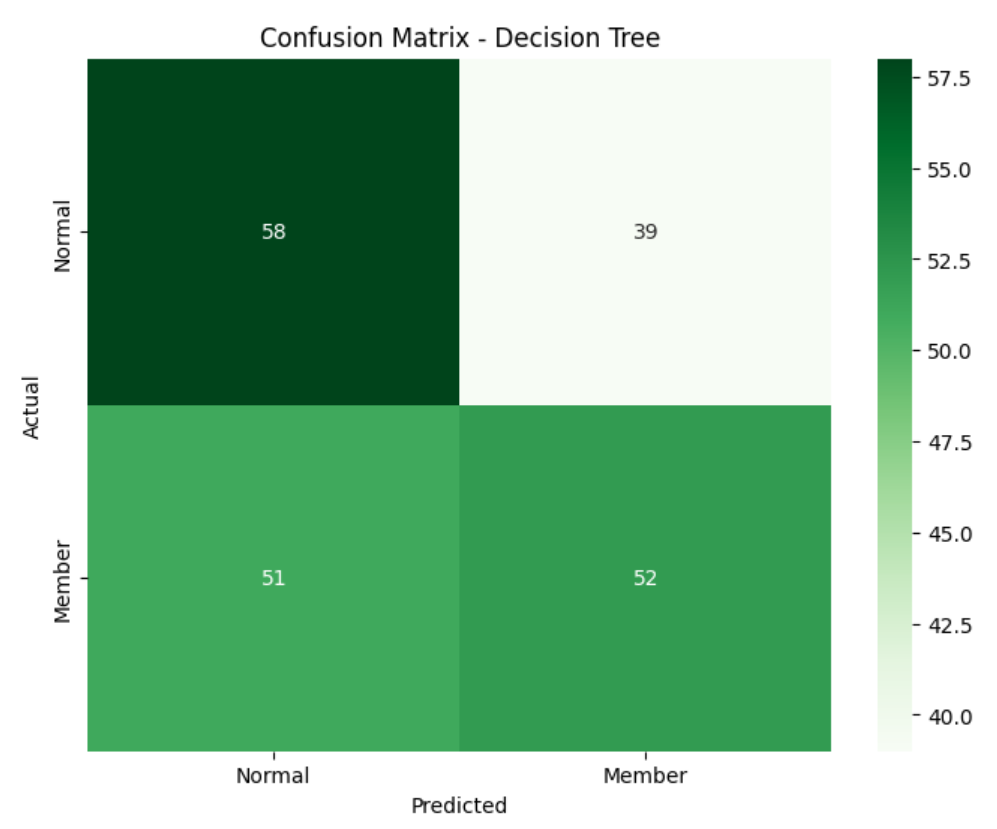 Confusion Matrix - Decision Tree
Actual
Normal
Member
58
39
51
52
Normal
Member
Predicted
57.5
55.0
52.5
50.0
47.5
45.0
42.5
40.0